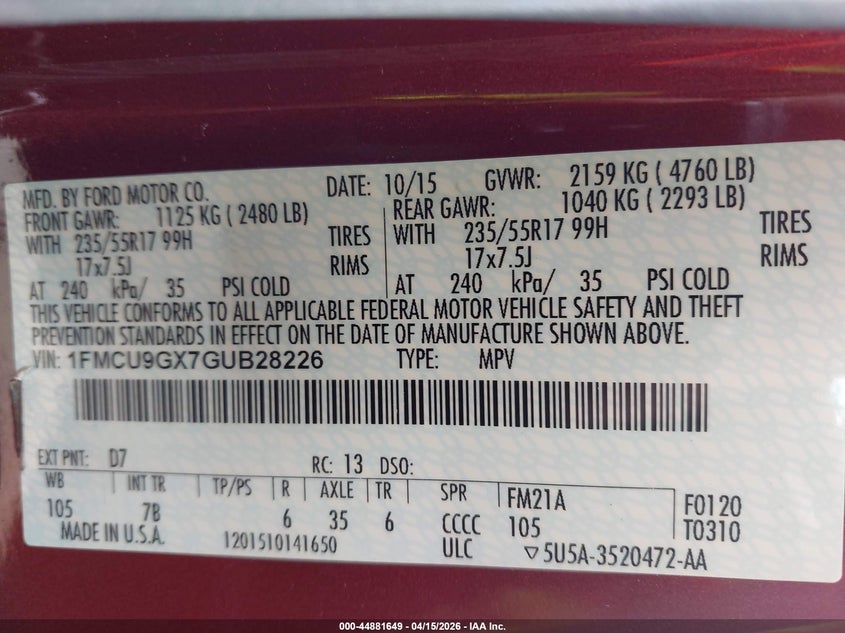 MFD. BY FORD MOTOR CO. DATE: 10/15 GVWR: 2159 KG ( 4760 LB)
FRONT GAWR: 1125 KG ( 2480 LB) REAR GAWR: 1040 KG ( 2293 LB)
WITH 235/55R17 99H TIRES WITH 235/55R17 99H TIRES
17x7.5J RIMS 17x7.5J RIMS
AT 240 kPa/ 35 PSI COLD AT 240 kPa/ 35 PSI COLD
THIS VEHICLE CONFORMS TO ALL APPLICABLE FEDERAL MOTOR VEHICLE SAFETY AND THEFT
PREVENTION STANDARDS IN EFFECT ON THE DATE OF MANUFACTURE SHOWN ABOVE.
VIN: 1FMCU9GX7GUB28226 TYPE: MPV
EXT PNT: D7 RC: 13 DSO:
WB INT TR TP/PS R AXLE TR SPR FM21A F0120
105 7B 6 35 6 CCCC 105 T0310
MADE IN U.S.A. 1201510141650 ULC ▽5U5A-3520472-AA
000-44881649 - 04/15/2026 - IAA Inc.